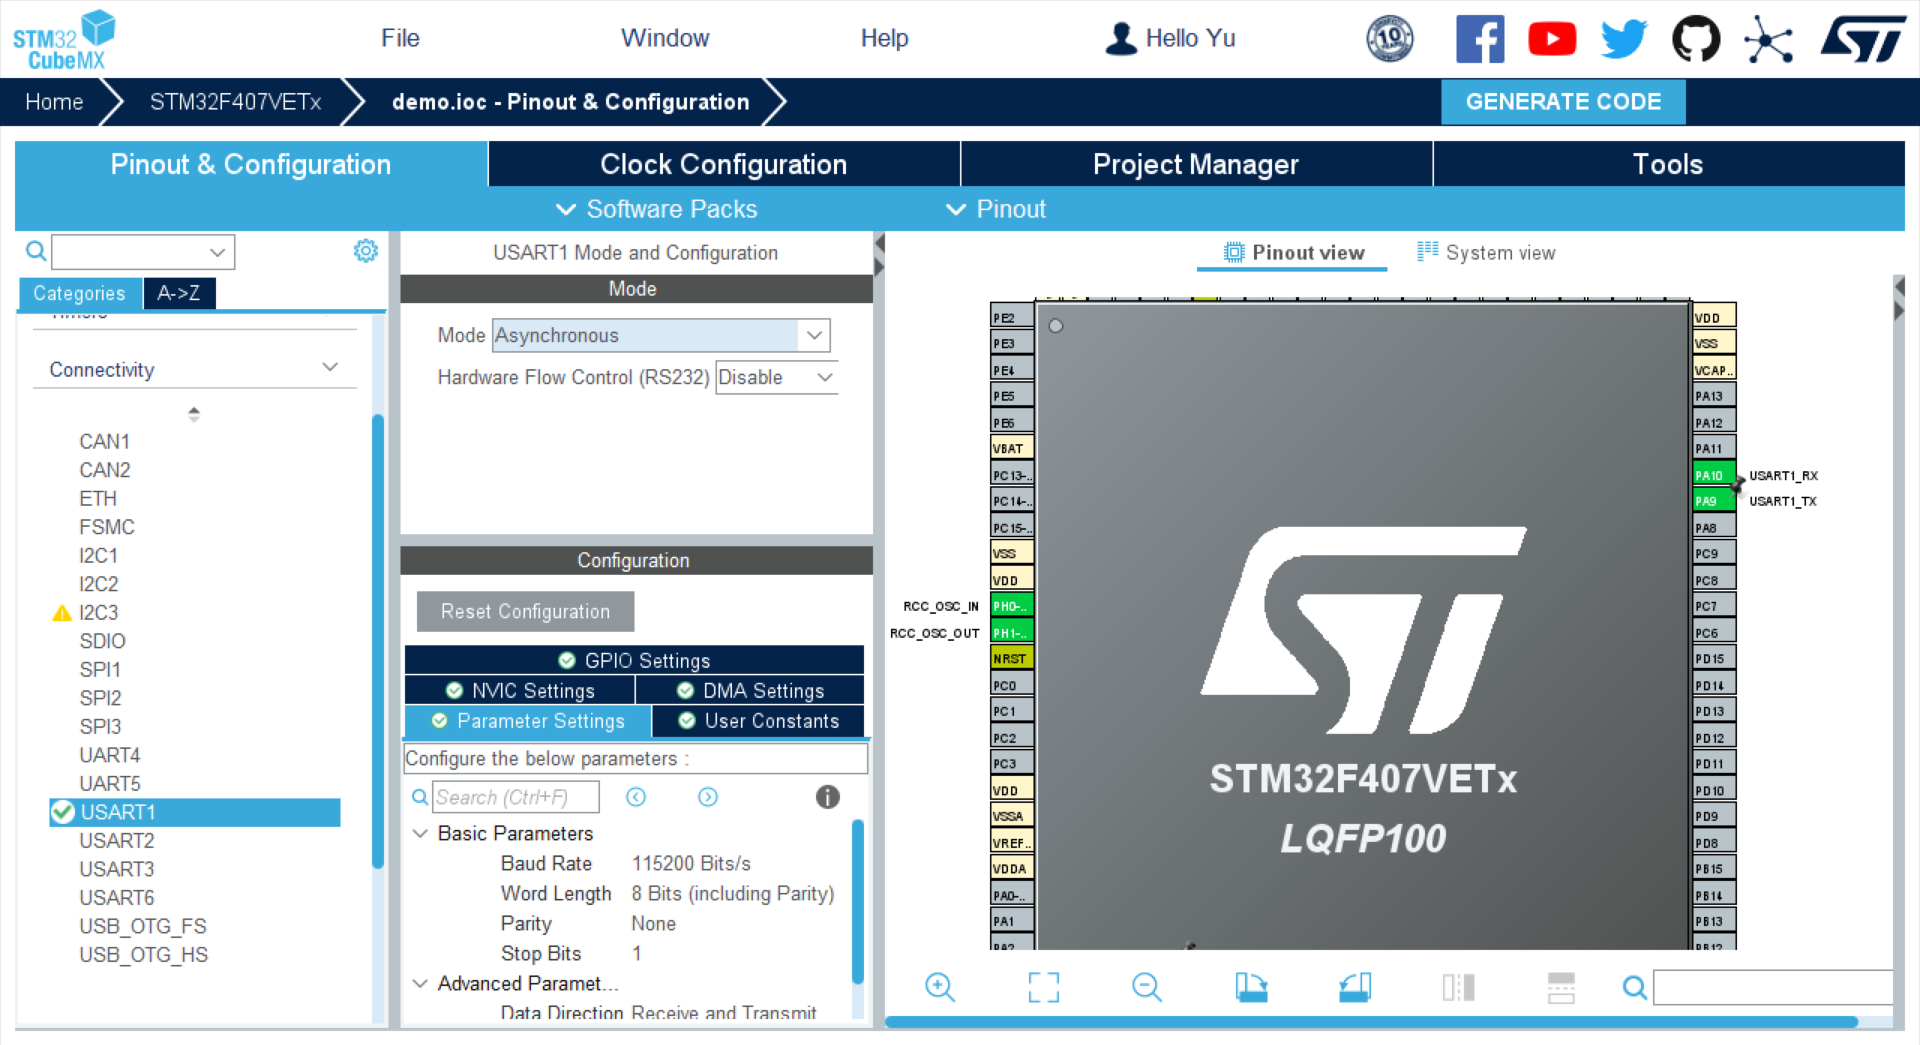 STM32
CubeMX
File
Window
Help
Hello Yu
10
Home
STM32F407VETx
demo.ioc - Pinout & Configuration
GENERATE CODE
Pinout & Configuration
Clock Configuration
Project Manager
Tools
Software Packs
Pinout
Categories
A->Z
Timers
Connectivity
CAN1
CAN2
ETH
FSMC
I2C1
I2C2
I2C3
SDIO
SPI1
SPI2
SPI3
UART4
UART5
USART1
USART2
USART3
USART6
USB_OTG_FS
USB_OTG_HS
USART1 Mode and Configuration
Mode
Mode Asynchronous
Hardware Flow Control (RS232) Disable
Configuration
Reset Configuration
GPIO Settings
NVIC Settings
DMA Settings
Parameter Settings
User Constants
Configure the below parameters :
Search (Ctrl+F)
Basic Parameters
Baud Rate 115200 Bits/s
Word Length 8 Bits (including Parity)
Parity None
Stop Bits 1
Advanced Paramet...
Data Direction Receive and Transmit
Pinout view
System view
PE2
PE3
PE4
PE5
PE6
VBAT
PC13-..
PC14-..
PC15-..
VSS
VDD
RCC_OSC_IN PH0-..
RCC_OSC_OUT PH1-..
NRST
PC0
PC1
PC2
PC3
VDD
VSSA
VREF..
VDDA
PA0-..
PA1
PA2
STM32F407VETx
LQFP100
VDD
VSS
VCAP..
PA13
PA12
PA11
PA10 USART1_RX
PA9 USART1_TX
PA8
PC9
PC8
PC7
PC6
PD15
PD14
PD13
PD12
PD11
PD10
PD9
PD8
PB15
PB14
PB13
PB12